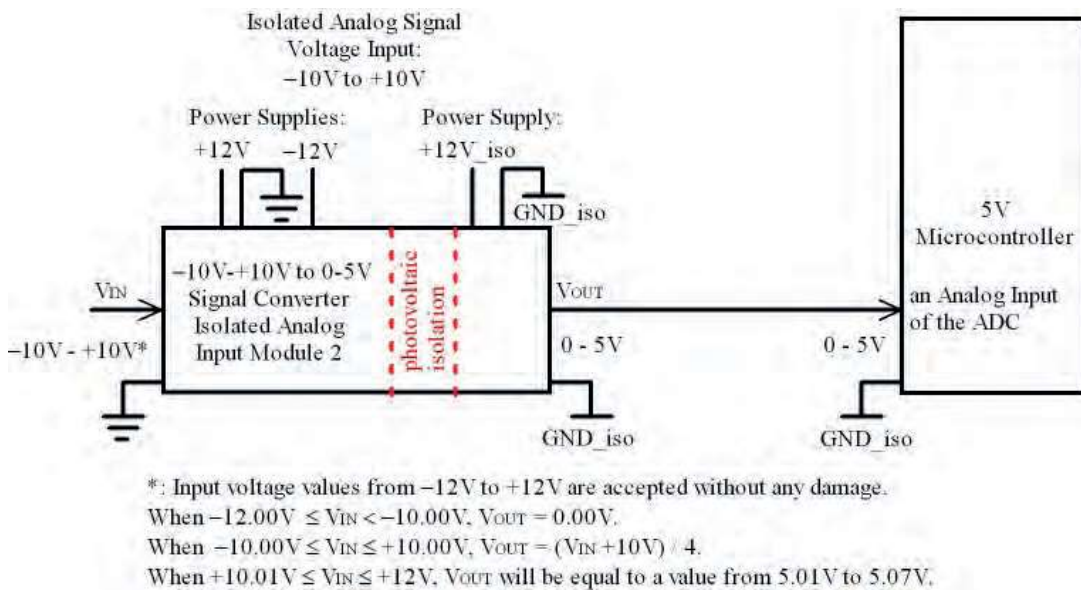 Isolated Analog Signal
Voltage Input:
−10V to +10V
Power Supplies:
+12V −12V
Power Supply:
+12V_iso
GND_iso
−10V-+10V to 0-5V
Signal Converter
Isolated Analog
Input Module 2
photovoltaic
isolation
VIN
−10V - +10V*
VOUT
0 - 5V
GND_iso
5V
Microcontroller
an Analog Input
of the ADC
0 - 5V
GND_iso
*: Input voltage values from −12V to +12V are accepted without any damage.
When −12.00V ≤ VIN < −10.00V, VOUT = 0.00V.
When −10.00V ≤ VIN ≤ +10.00V, VOUT = (VIN +10V) / 4.
When +10.01V ≤ VIN ≤ +12V, VOUT will be equal to a value from 5.01V to 5.07V.